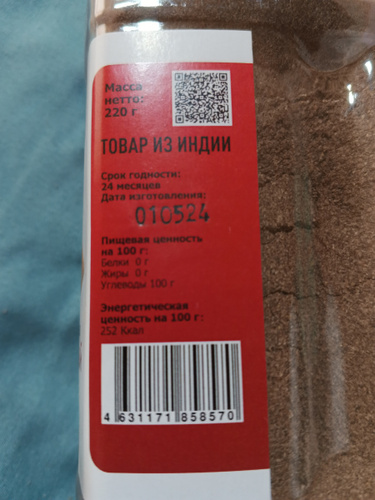 Масса
нетто:
220 г
ТОВАР ИЗ ИНДИИ
Срок годности:
24 месяцев
Дата изготовления:
010524
Пищевая ценность
на 100 г:
Белки 0 г
Жиры 0 г
Углеводы 100 г
Энергетическая
ценность на 100 г:
252 Ккал
4 631171 858570